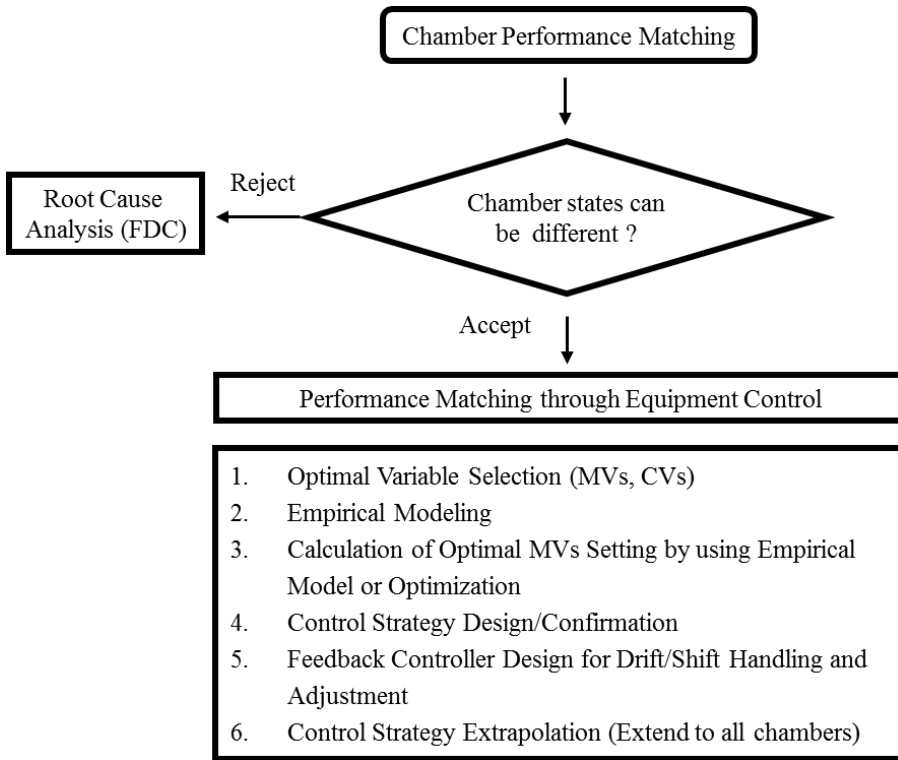 Chamber Performance Matching
Reject
Root Cause
Analysis (FDC)
Chamber states can
be different ?
Accept
Performance Matching through Equipment Control
1. Optimal Variable Selection (MVs, CVs)
2. Empirical Modeling
3. Calculation of Optimal MVs Setting by using Empirical
Model or Optimization
4. Control Strategy Design/Confirmation
5. Feedback Controller Design for Drift/Shift Handling and
Adjustment
6. Control Strategy Extrapolation (Extend to all chambers)